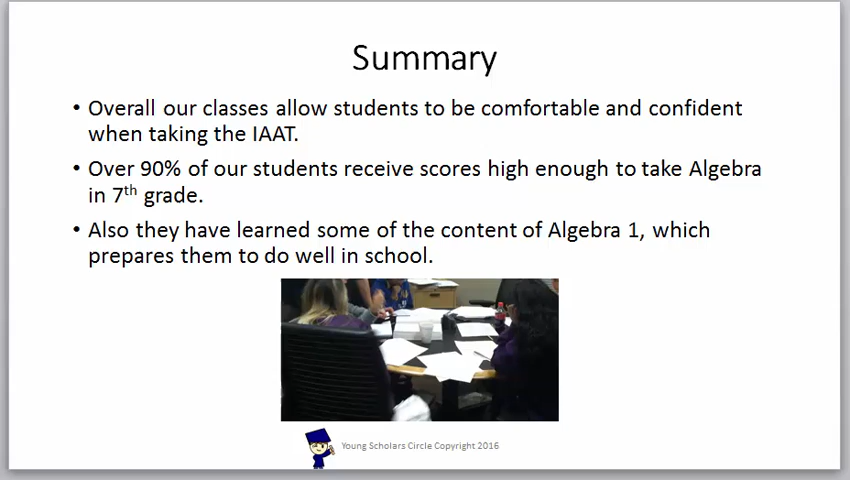 Summary
• Overall our classes allow students to be comfortable and confident
when taking the IAAT.
• Over 90% of our students receive scores high enough to take Algebra
in 7th grade.
• Also they have learned some of the content of Algebra 1, which
prepares them to do well in school.
Young Scholars Circle Copyright 2016